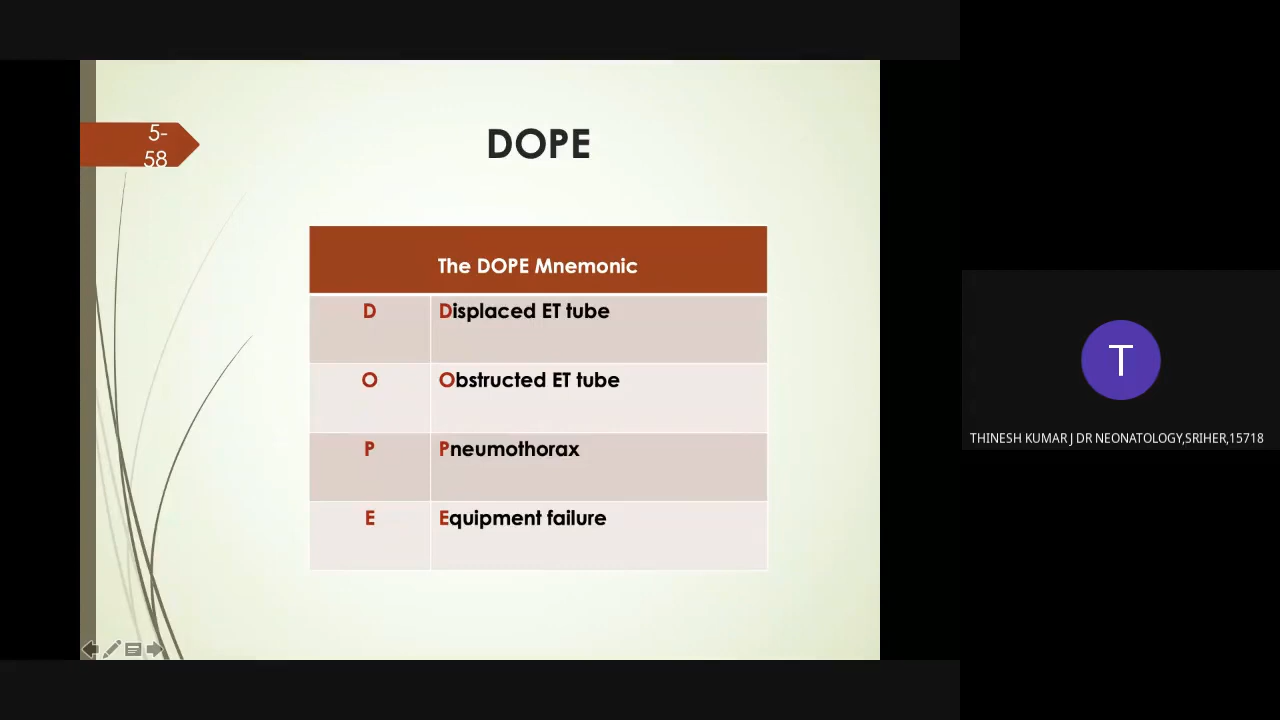 5-
58
DOPE
The DOPE Mnemonic
D Displaced ET tube
O Obstructed ET tube
P Pneumothorax
E Equipment failure
T
THINESH KUMAR J DR NEONATOLOGY,SRIHER,15718